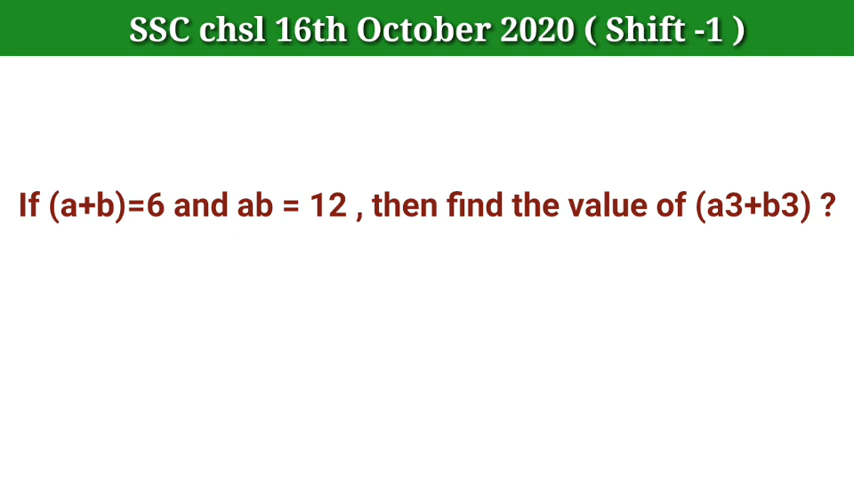 SSC chsl 16th October 2020 ( Shift -1 )
If (a+b)=6 and ab = 12 , then find the value of (a3+b3) ?